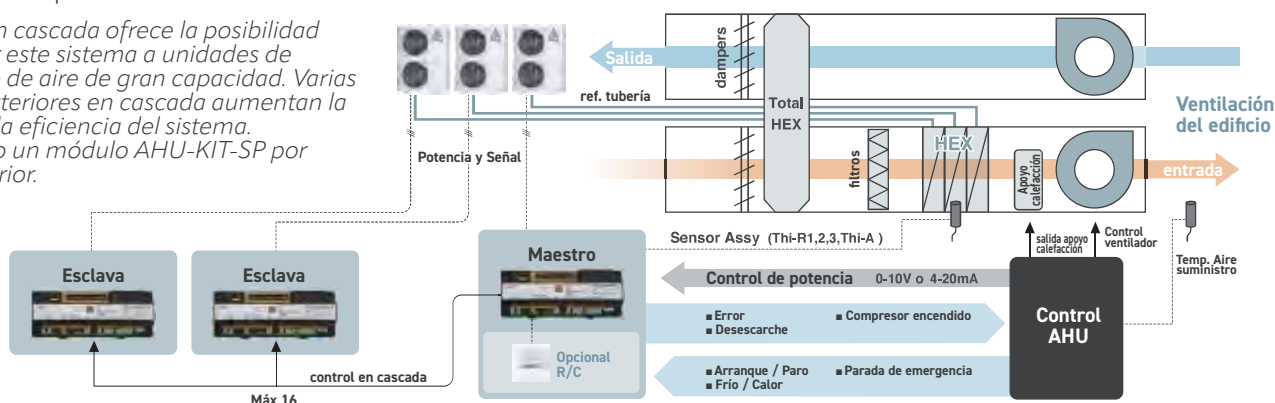 n cascada ofrece la posibilidad
r este sistema a unidades de
o de aire de gran capacidad. Varias
teriores en cascada aumentan la
la eficiencia del sistema.
o un módulo AHU-KIT-SP por
rior.
Salida
dampers
ref. tubería
Total
HEX
Ventilación
del edificio
Potencia y Señal
filtros
HEX
Apoyo
calefacción
entrada
Sensor Assy (Thi-R1,2,3,Thi-A )
salida apoyo
calefacción
Control
ventilador
Temp. Aire
suministro
Esclava
Esclava
Maestro
Control de potencia 0-10V o 4-20mA
■ Error
■ Desescarche
■ Compresor encendido
Control
AHU
Opcional
R/C
■ Arranque / Paro
■ Frío / Calor
■ Parada de emergencia
control en cascada
Máx 16